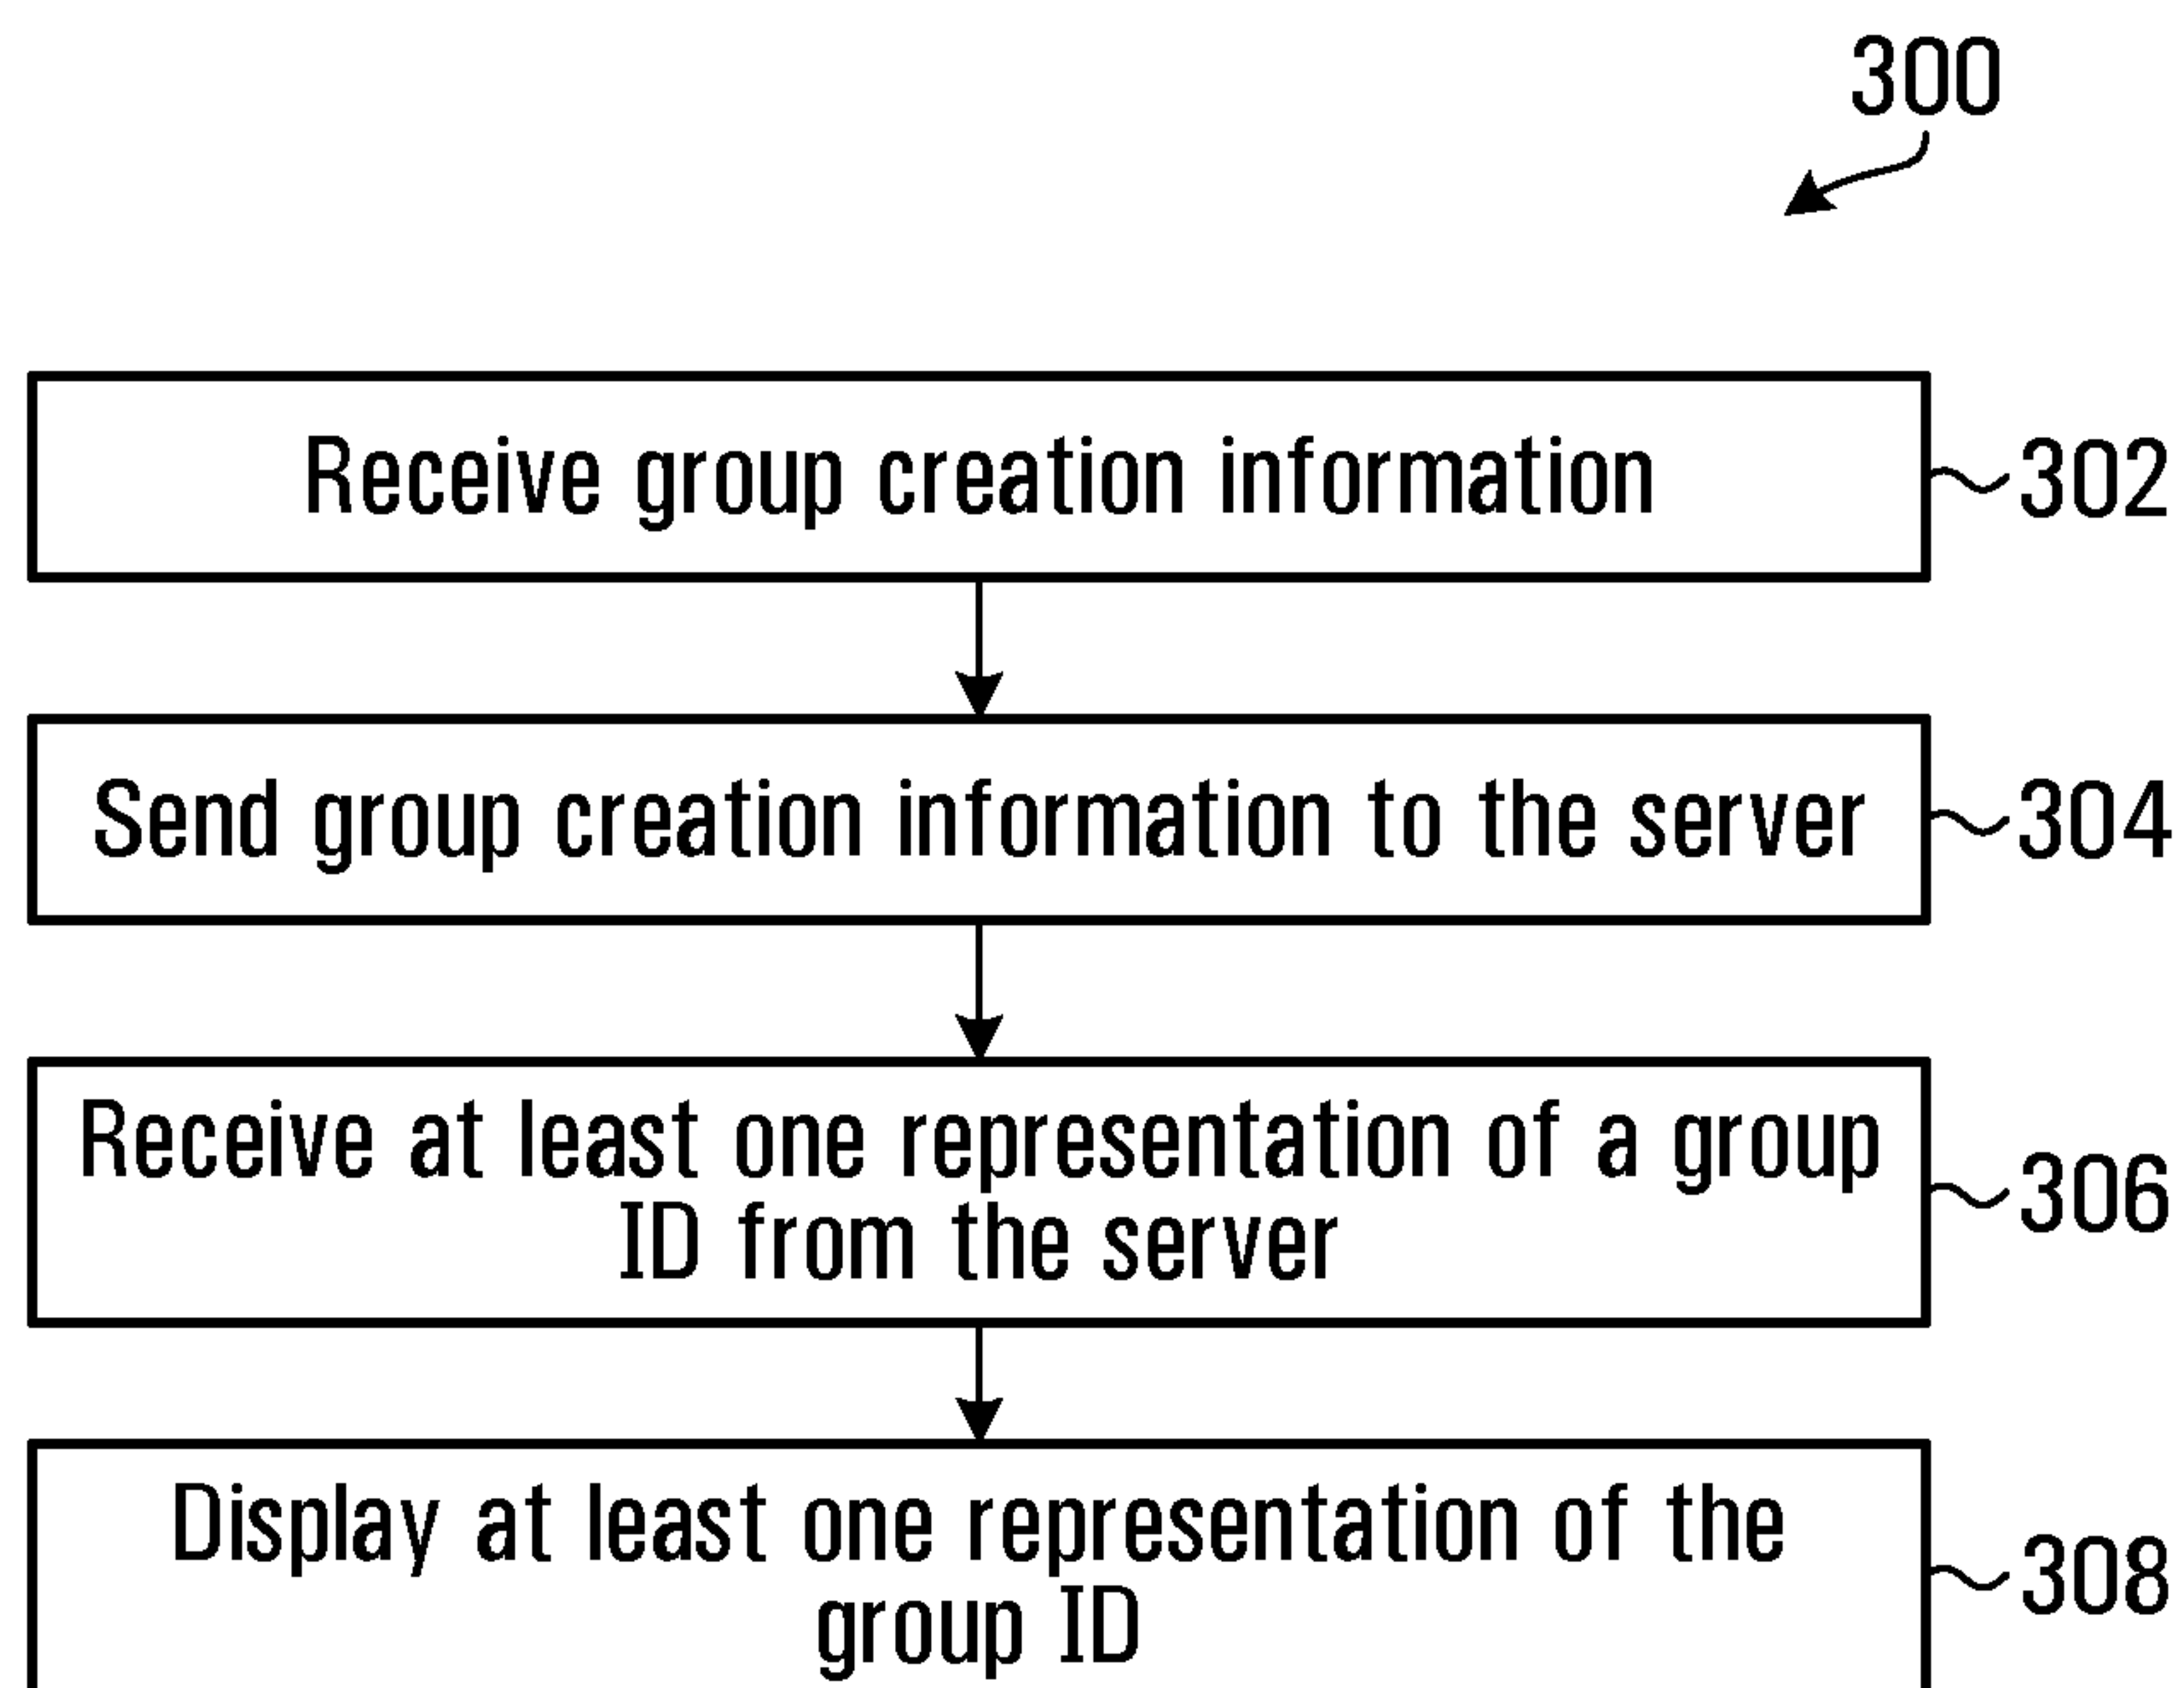 300
Receive group creation information
302
Send group creation information to the server
304
Receive at least one representation of a group
ID from the server
306
Display at least one representation of the
group ID
308